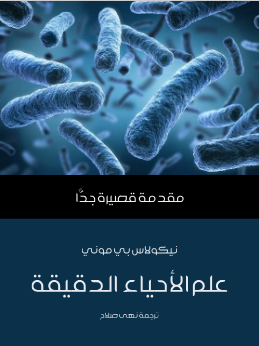 مقدمة قصيرة جدًّا
نيكولاس بي موني
علم الأحياء الدقيقة
ترجمة نهى صلاح